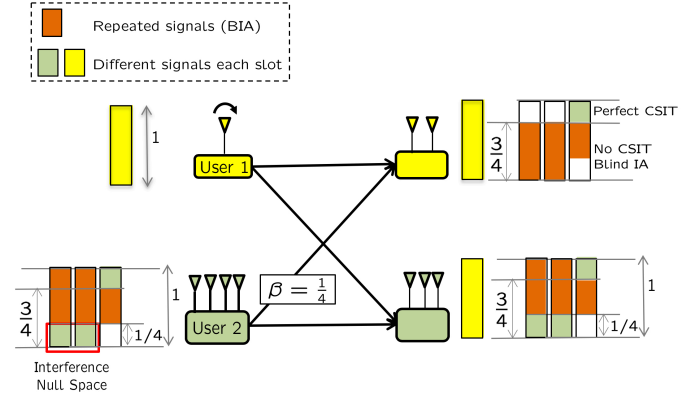 Repeated signals (BIA)
Different signals each slot
1
User 1
3/4
Perfect CSIT
No CSIT
Blind IA
3/4
1
1/4
User 2
β = 1/4
3/4
1
1/4
Interference
Null Space